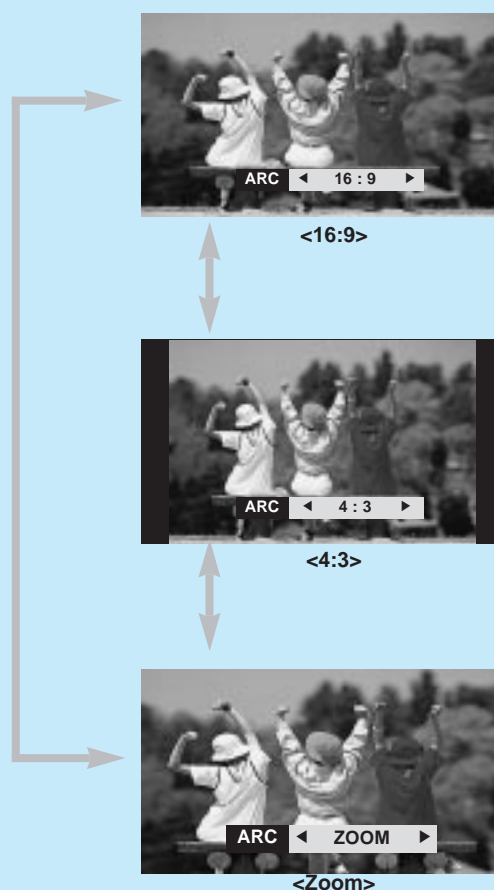 ARC ◄ 16 : 9 ►
<16:9>
ARC ◄ 4 : 3 ►
<4:3>
ARC ◄ ZOOM ►
<Zoom>